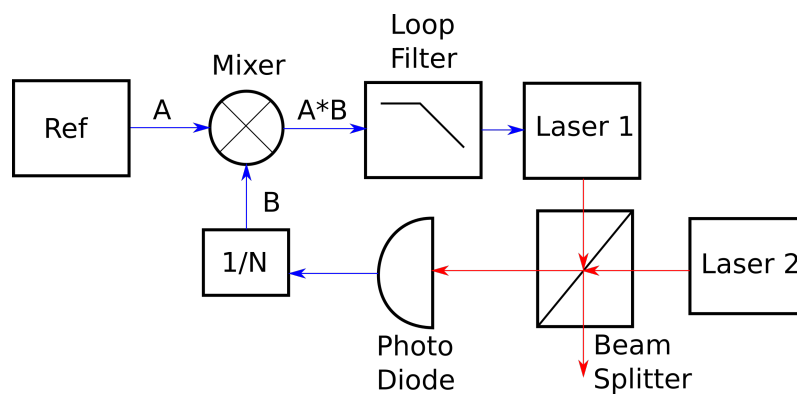 Loop
Filter
Mixer
Ref
A
A*B
Laser 1
B
1/N
Laser 2
Photo
Diode
Beam
Splitter